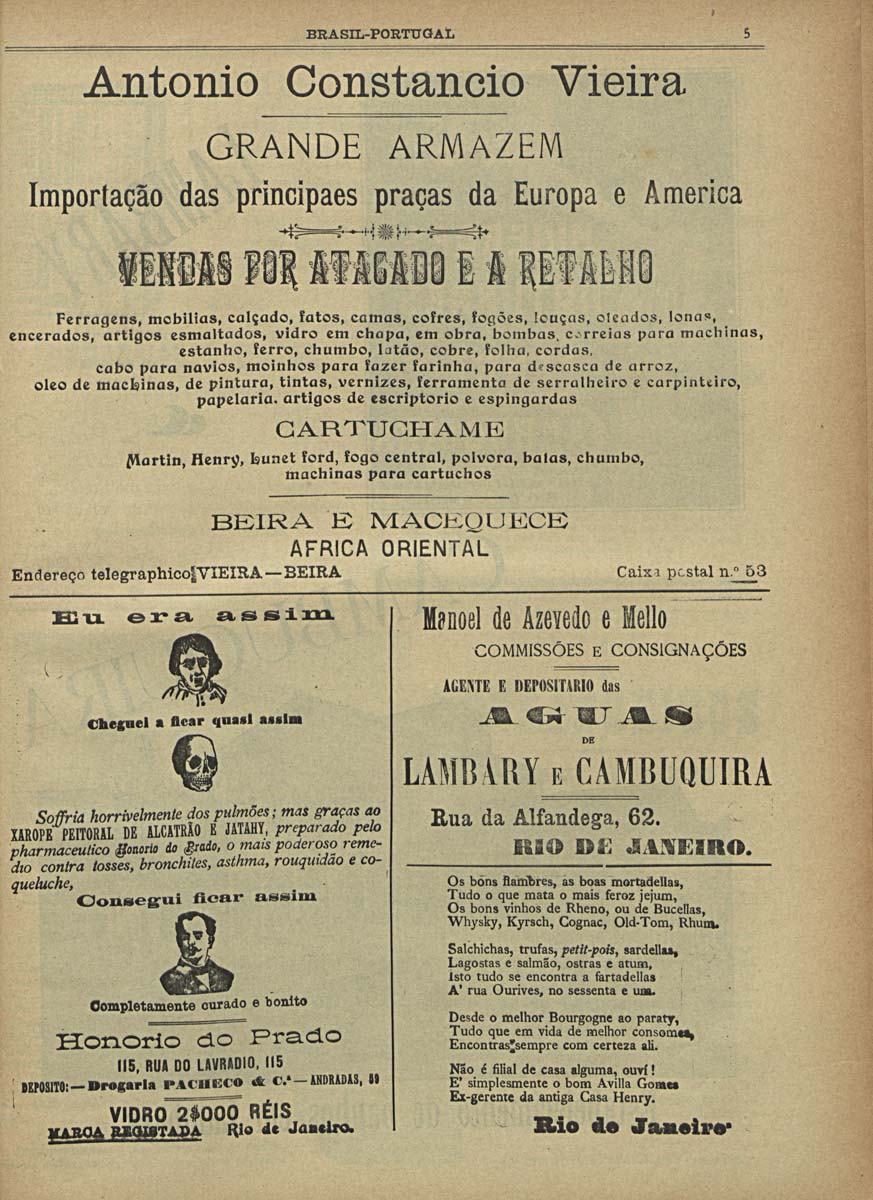 BRASIL-PORTUGAL 5
Antonio Constancio Vieira
GRANDE ARMAZEM
Importação das principaes praças da Europa e America
VENDAS POR ATACADO E A RETALHO
Ferragens, mobilias, calçado, fatos, camas, cofres, fogões, louças, oleados, lonas,
encerados, artigos esmaltados, vidro em chapa, em obra, bombas, correias para machinas,
estanho, ferro, chumbo, latão, cobre, folha, cordas,
cabo para navios, moinhos para fazer farinha, para descasca de arroz,
oleo de machinas, de pintura, tintas, vernizes, ferramenta de serralheiro e carpinteiro,
papelaria, artigos de escriptorio e espingardas
CARTUCHAME
Martin, Henry, Lunet ford, fogo central, polvora, balas, chumbo,
machinas para cartuchos
BEIRA E MACEQUECE
AFRICA ORIENTAL
Endereço telegraphico: VIEIRA—BEIRA
Caixa postal n.º 53
Eu era assim
Cheguei a ficar quasi assim
Soffria horrivelmente dos pulmões; mas graças ao
XAROPE PEITORAL DE ALCATRÃO E JATAHY, preparado pelo
pharmaceutico Honorio do Prado, o mais poderoso reme-
dio contra tosses, bronchites, asthma, rouquidão e co-
queluche,
Consegui ficar assim
Completamente curado e bonito
Honorio do Prado
115, RUA DO LAVRADIO, 115
DEPOSITO:—Drogaria PACHECO & C.ª—ANDRADAS, 59
VIDRO 2$000 RÉIS
MARCA REGISTADA Rio de Janeiro.
Manoel de Azevedo e Mello
COMMISSÕES E CONSIGNAÇÕES
AGENTE E DEPOSITARIO das
AGUAS
DE
LAMBARY E CAMBUQUIRA
Rua da Alfandega, 62.
RIO DE JANEIRO.
Os bons fiambres, as boas mortadellas,
Tudo o que mata o mais feroz jejum,
Os bons vinhos de Rheno, ou de Bucellas,
Whysky, Kyrsch, Cognac, Old-Tom, Rhum.
Salchichas, trufas, petit-pois, sardellas,
Lagostas e salmão, ostras e atum,
Isto tudo se encontra a fartadellas
A' rua Ourives, no sessenta e um.
Desde o melhor Bourgogne ao paraty,
Tudo que em vida de melhor consomes,
Encontras sempre com certeza ali.
Não é filial de casa alguma, ouvi!
E' simplesmente o bom Avilla Gomes
Ex-gerente da antiga Casa Henry.
Rio de Janeiro